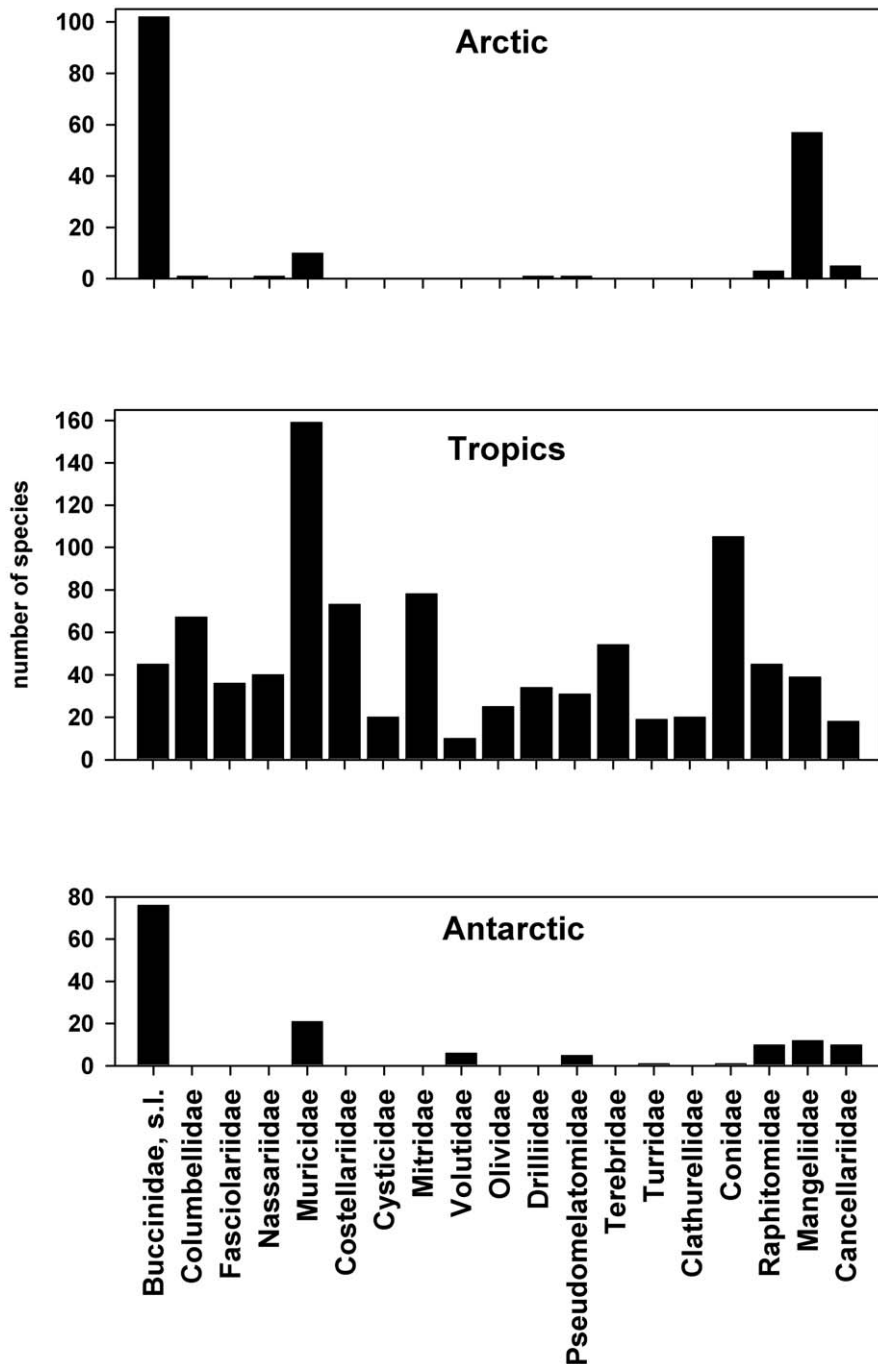 Arctic
100
80
60
40
20
0
number of species
Tropics
160
140
120
100
80
60
40
20
0
Antarctic
80
60
40
20
0
Buccinidae, s.l.
Columbellidae
Fasciolariidae
Nassariidae
Muricidae
Costellariidae
Cysticidae
Mitridae
Volutidae
Olividae
Drilliidae
Pseudomelatomidae
Terebridae
Turridae
Clathurellidae
Conidae
Raphitomidae
Mangeliidae
Cancellariidae